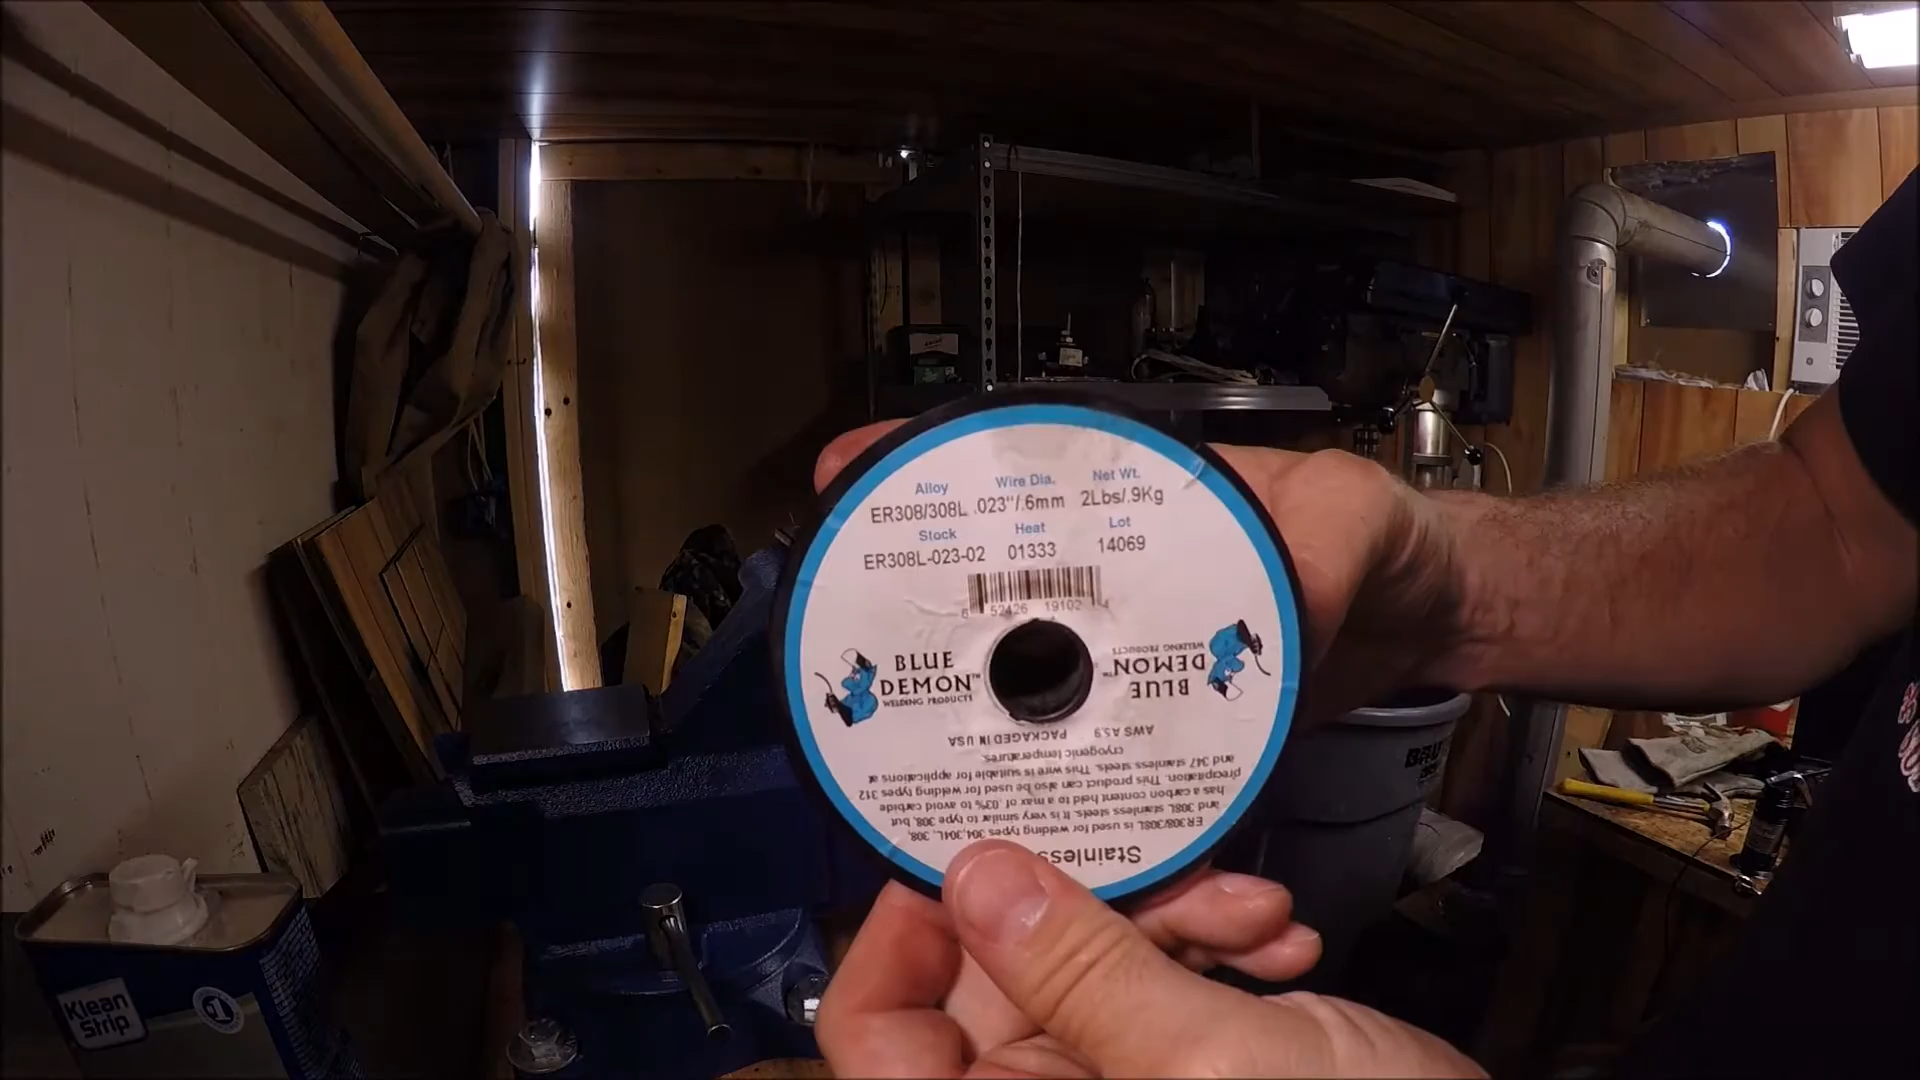 Alloy Wire Dia. Net Wt.
ER308/308L .023"/.6mm 2Lbs/.9Kg
Stock Heat Lot
ER308L-023-02 01333 14069
6 52426 19102 4
BLUE
DEMON™
WELDING PRODUCTS
BLUE
DEMON™
WELDING PRODUCTS
Stainless
ER308/308L is used for welding types 304, 304L, 308,
and 308L stainless steels. It is very similar to type 308, but
has a carbon content held to a max of .03% to avoid carbide
precipitation. This product can also be used for welding types 312
and 347 stainless steels. This wire is suitable for applications at
cryogenic temperatures.
AWS A5.9 PACKAGED IN USA
Klean
Strip